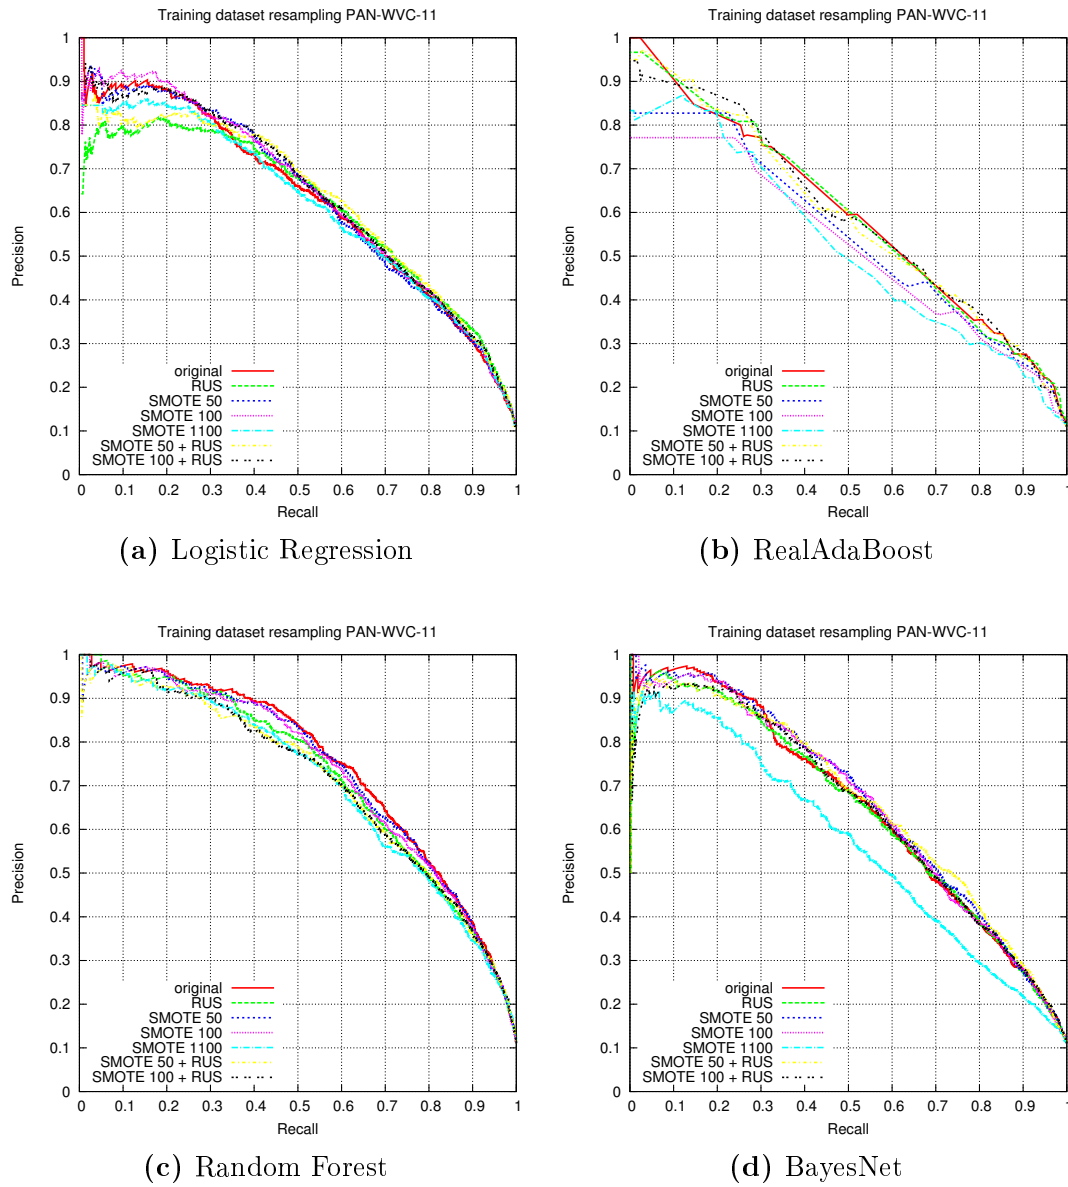 Training dataset resampling PAN-WVC-11
1
0.9
0.8
0.7
0.6
0.5
0.4
0.3
0.2
0.1
0
Precision
original
RUS
SMOTE 50
SMOTE 100
SMOTE 1100
SMOTE 50 + RUS
SMOTE 100 + RUS
0 0.1 0.2 0.3 0.4 0.5 0.6 0.7 0.8 0.9 1
Recall
(a) Logistic Regression
Training dataset resampling PAN-WVC-11
1
0.9
0.8
0.7
0.6
0.5
0.4
0.3
0.2
0.1
0
Precision
original
RUS
SMOTE 50
SMOTE 100
SMOTE 1100
SMOTE 50 + RUS
SMOTE 100 + RUS
0 0.1 0.2 0.3 0.4 0.5 0.6 0.7 0.8 0.9 1
Recall
(b) RealAdaBoost
Training dataset resampling PAN-WVC-11
1
0.9
0.8
0.7
0.6
0.5
0.4
0.3
0.2
0.1
0
Precision
original
RUS
SMOTE 50
SMOTE 100
SMOTE 1100
SMOTE 50 + RUS
SMOTE 100 + RUS
0 0.1 0.2 0.3 0.4 0.5 0.6 0.7 0.8 0.9 1
Recall
(c) Random Forest
Training dataset resampling PAN-WVC-11
1
0.9
0.8
0.7
0.6
0.5
0.4
0.3
0.2
0.1
0
Precision
original
RUS
SMOTE 50
SMOTE 100
SMOTE 1100
SMOTE 50 + RUS
SMOTE 100 + RUS
0 0.1 0.2 0.3 0.4 0.5 0.6 0.7 0.8 0.9 1
Recall
(d) BayesNet